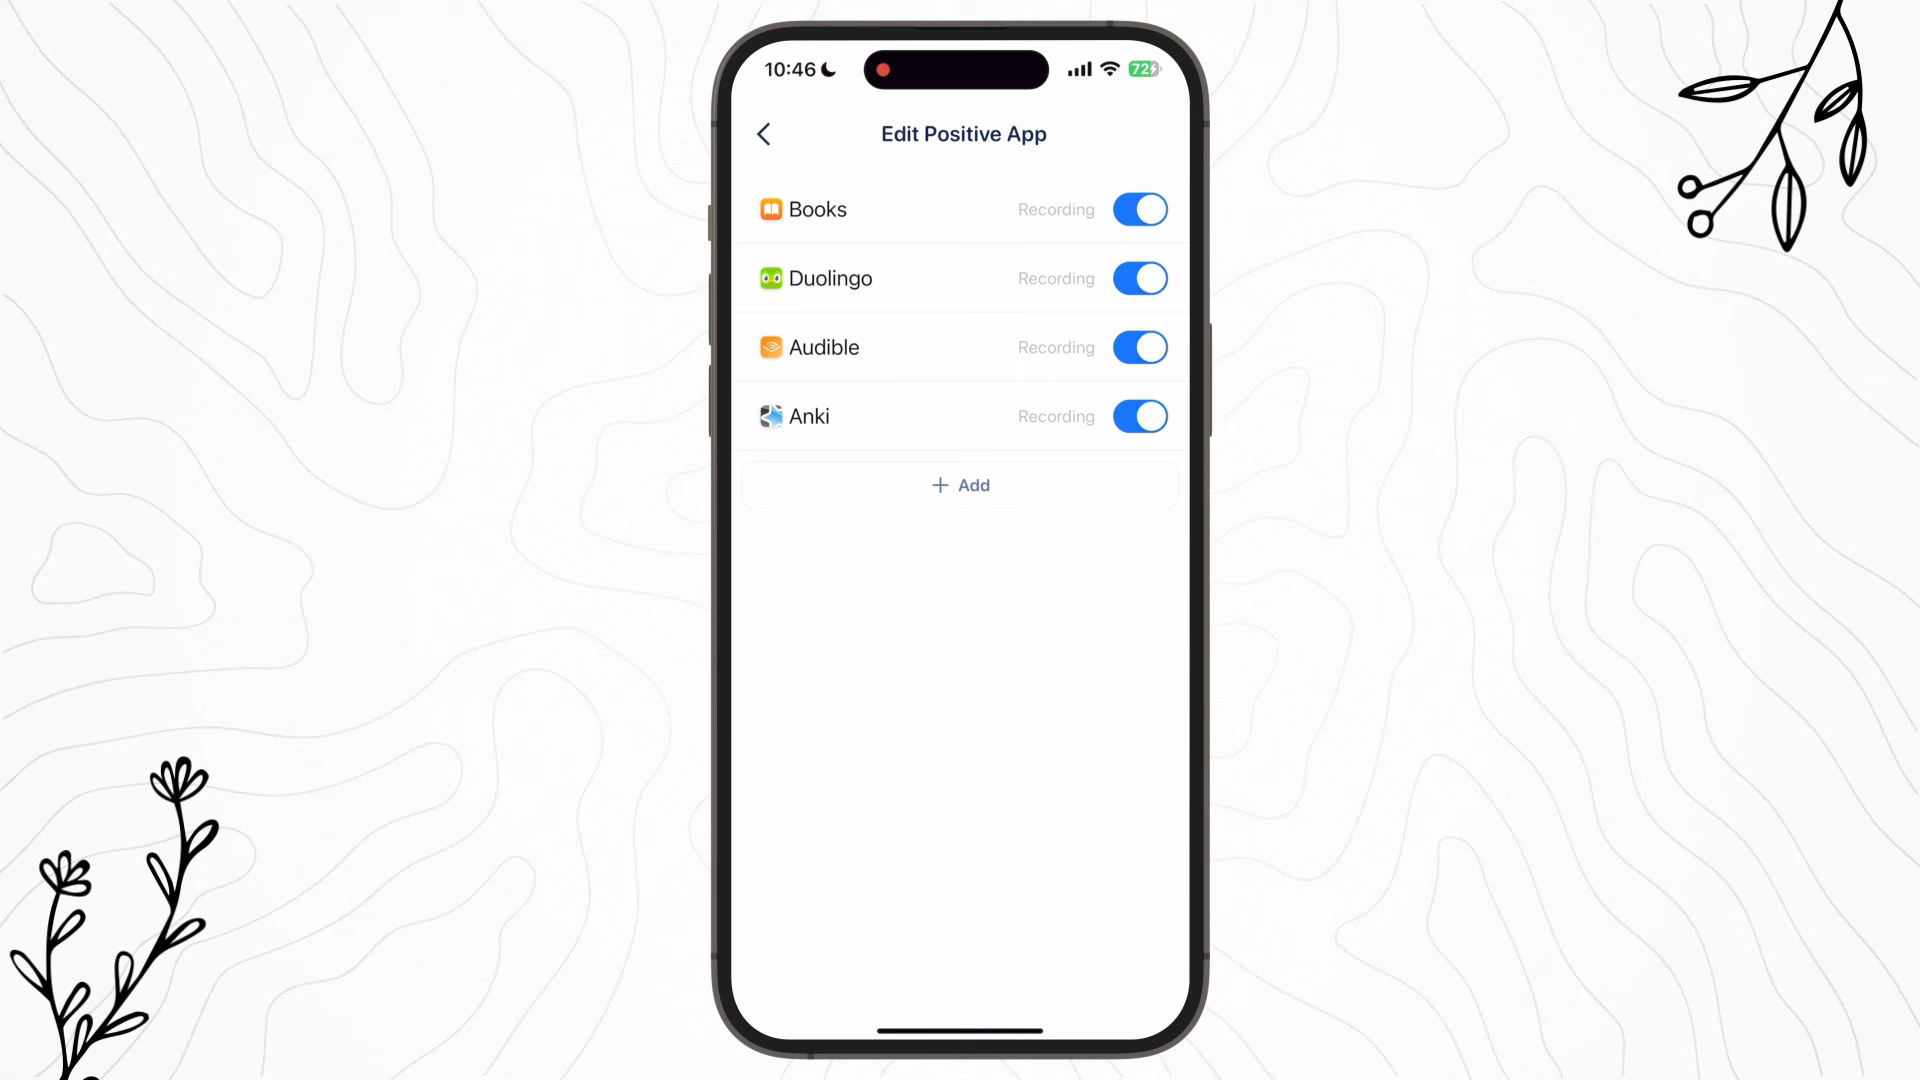 10:46
72
Edit Positive App
Books Recording
Duolingo Recording
Audible Recording
Anki Recording
+ Add